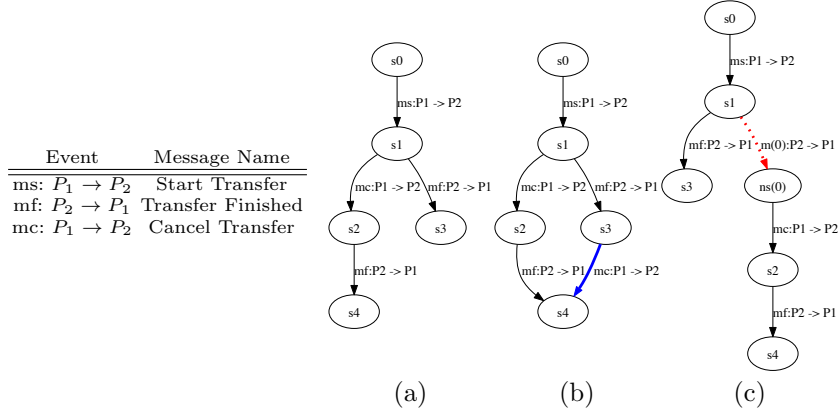 Event Message Name
ms: P₁ → P₂ Start Transfer
mf: P₂ → P₁ Transfer Finished
mc: P₁ → P₂ Cancel Transfer
s0
ms:P1 -> P2
s1
mc:P1 -> P2
mf:P2 -> P1
s2
s3
mf:P2 -> P1
s4
(a)
s0
ms:P1 -> P2
s1
mc:P1 -> P2
mf:P2 -> P1
s2
s3
mf:P2 -> P1
mc:P1 -> P2
s4
(b)
s0
ms:P1 -> P2
s1
mf:P2 -> P1
m(0):P2 -> P1
s3
ns(0)
mc:P1 -> P2
s2
mf:P2 -> P1
s4
(c)